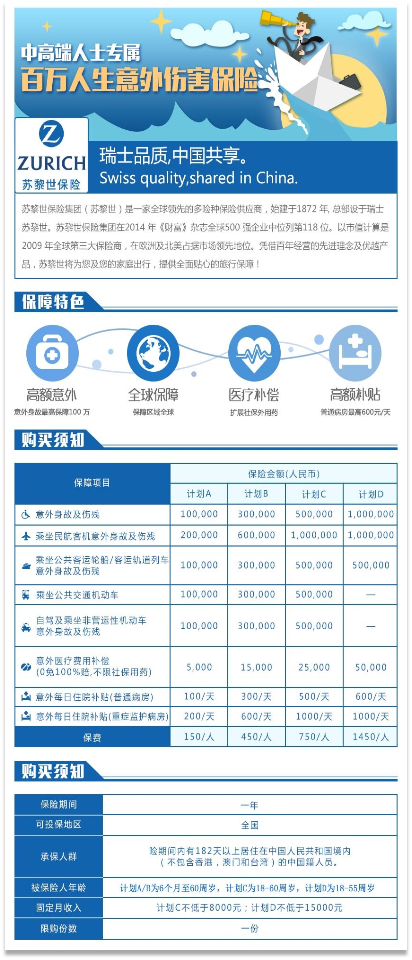 中高端人士专属
百万人生意外伤害保险
Z
ZURICH
苏黎世保险
瑞士品质,中国共享。
Swiss quality,shared in China.
苏黎世保险集团（苏黎世）是一家全球领先的多险种保险供应商，始建于1872 年, 总部设于瑞士
苏黎世。苏黎世保险集团在2014 年《财富》杂志全球500 强企业中位列第118 位。以市值计算是
2009 年全球第三大保险商，在欧洲及北美占据市场领先地位。凭借百年经营的先进理念及优越产
品，苏黎世将为您及您的家庭出行，提供全面贴心的旅行保障！
保障特色
高额意外 全球保障 医疗补偿 高额补贴
意外身故最高保障100 万 保障区域全球 扩展社保外用药 普通病房最高600元/天
购买须知
保障项目 保险金额(人民币)
计划A 计划B 计划C 计划D
意外身故及伤残 100,000 300,000 500,000 1,000,000
乘坐民航客机意外身故及伤残 200,000 600,000 1,000,000 1,000,000
乘坐公共客运轮船/客运轨道列车
意外身故及伤残 100,000 300,000 500,000 500,000
乘坐公共交通机动车 100,000 300,000 500,000 —
自驾及乘坐非营运性机动车
意外身故及伤残 100,000 300,000 500,000 —
意外医疗费用补偿
(0免100%赔,不限社保用药) 5,000 15,000 25,000 50,000
意外每日住院补贴(普通病房) 100/天 300/天 500/天 600/天
意外每日住院补贴(重症监护病房) 200/天 600/天 1000/天 1000/天
保费 150/人 450/人 750/人 1450/人
购买须知
保险期间 一年
可投保地区 全国
承保人群 险期间内有182天以上居住在中国人民共和国境内
（不包含香港，澳门和台湾）的中国籍人员。
被保险人年龄 计划A/B为6个月至60周岁，计划C为18-60周岁，计划D为18-55周岁
固定月收入 计划C不低于8000元；计划D不低于15000元
限购份数 一份